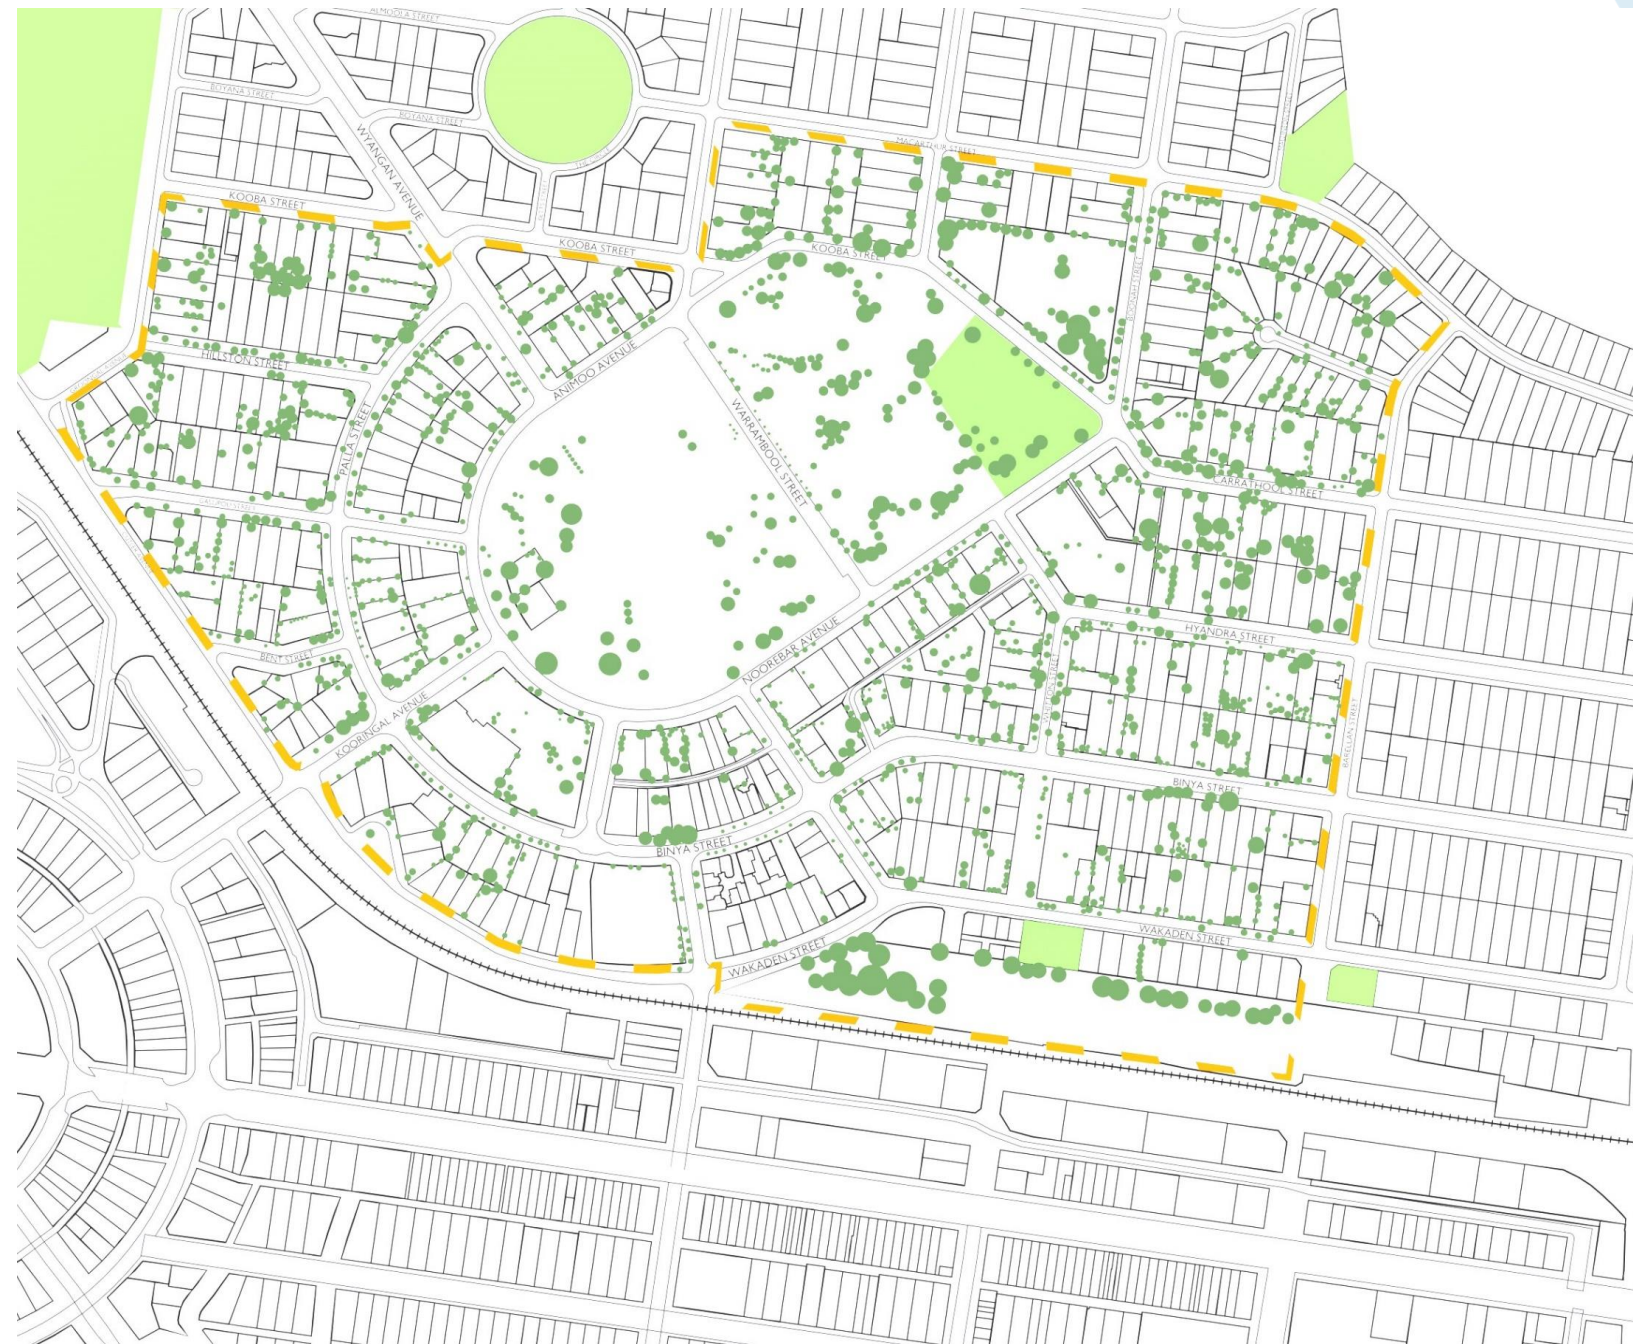 ALMOOLA STREET
BOYANA STREET
BOYANA STREET
WYANGAN AVENUE
MACARTHUR STREET
KOOBA STREET
KOOBA STREET
KOOBA STREET
BOONAH STREET
HILLSTON STREET
ANIMOO AVENUE
WARRAMBOOL STREET
PALLA STREET
CARRATHOOL STREET
HYANDRA STREET
NOOREBAR AVENUE
BENT STREET
KOORINGAL AVENUE
BARELLAN STREET
BINYA STREET
BINYA STREET
WAKADEN STREET
WAKADEN STREET